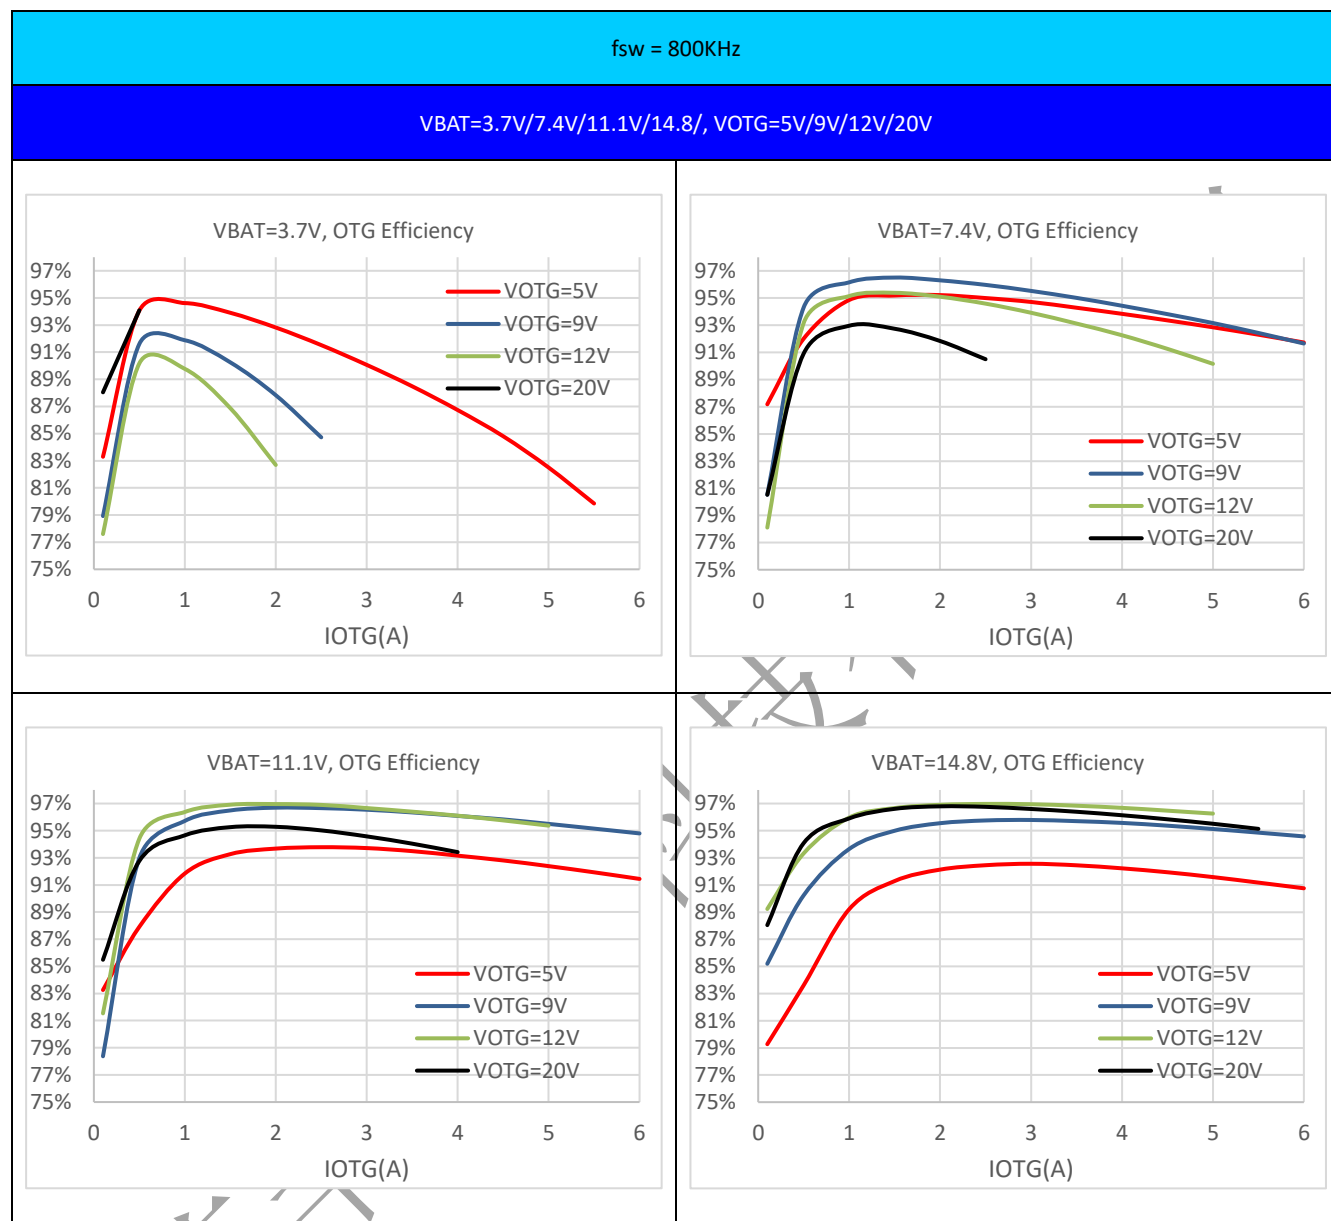 fsw = 800KHz
VBAT=3.7V/7.4V/11.1V/14.8/, VOTG=5V/9V/12V/20V
VBAT=3.7V, OTG Efficiency
97%
95%
93%
91%
89%
87%
85%
83%
81%
79%
77%
75%
VOTG=5V
VOTG=9V
VOTG=12V
VOTG=20V
0 1 2 3 4 5 6
IOTG(A)
VBAT=7.4V, OTG Efficiency
97%
95%
93%
91%
89%
87%
85%
83%
81%
79%
77%
75%
VOTG=5V
VOTG=9V
VOTG=12V
VOTG=20V
0 1 2 3 4 5 6
IOTG(A)
VBAT=11.1V, OTG Efficiency
97%
95%
93%
91%
89%
87%
85%
83%
81%
79%
77%
75%
VOTG=5V
VOTG=9V
VOTG=12V
VOTG=20V
0 1 2 3 4 5 6
IOTG(A)
VBAT=14.8V, OTG Efficiency
97%
95%
93%
91%
89%
87%
85%
83%
81%
79%
77%
75%
VOTG=5V
VOTG=9V
VOTG=12V
VOTG=20V
0 1 2 3 4 5 6
IOTG(A)